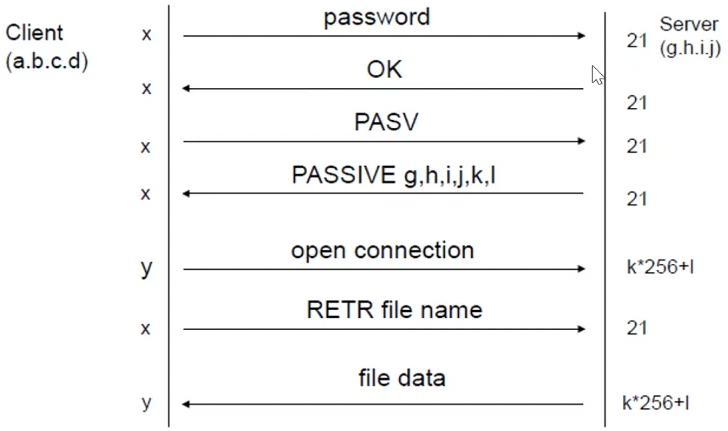 password
Client
(a.b.c.d)
x
21
Server
(g.h.i.j)
OK
x
21
PASV
x
21
PASSIVE g,h,i,j,k,l
x
21
open connection
y
k*256+l
RETR file name
x
21
file data
y
k*256+l